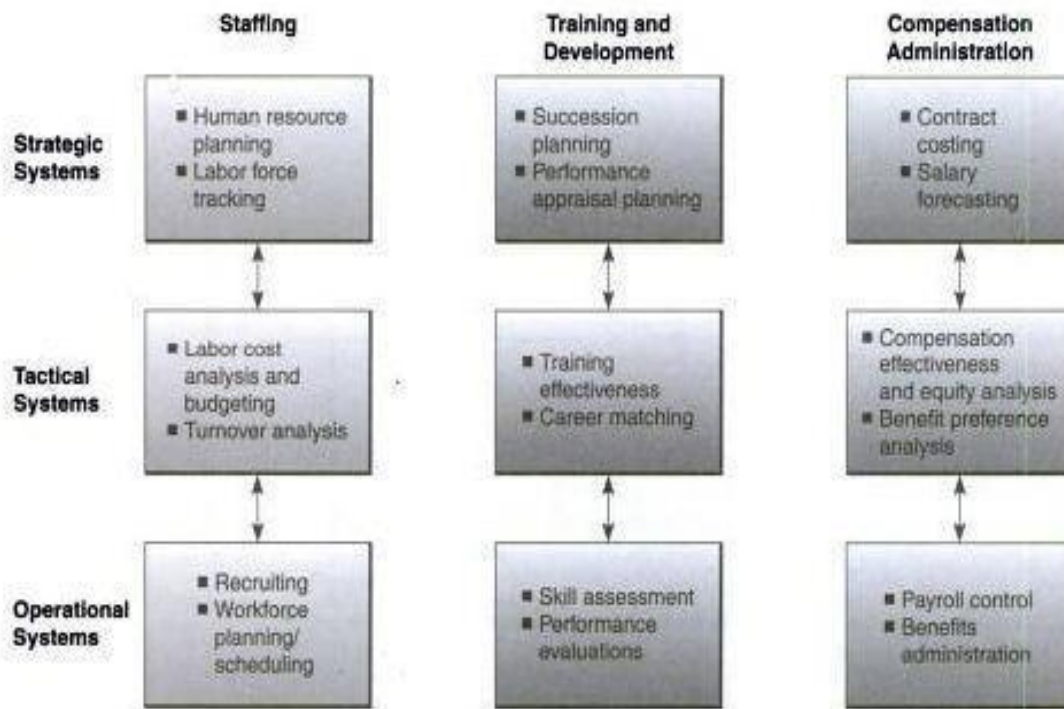 Staffing
Training and
Development
Compensation
Administration
Strategic
Systems
■ Human resource
planning
■ Labor force
tracking
■ Succession
planning
■ Performance
appraisal planning
■ Contract
costing
■ Salary
forecasting
Tactical
Systems
■ Labor cost
analysis and
budgeting
■ Turnover analysis
■ Training
effectiveness
■ Career matching
■ Compensation
effectiveness
and equity analysis
■ Benefit preference
analysis
Operational
Systems
■ Recruiting
■ Workforce
planning/
scheduling
■ Skill assessment
■ Performance
evaluations
■ Payroll control
■ Benefits
administration